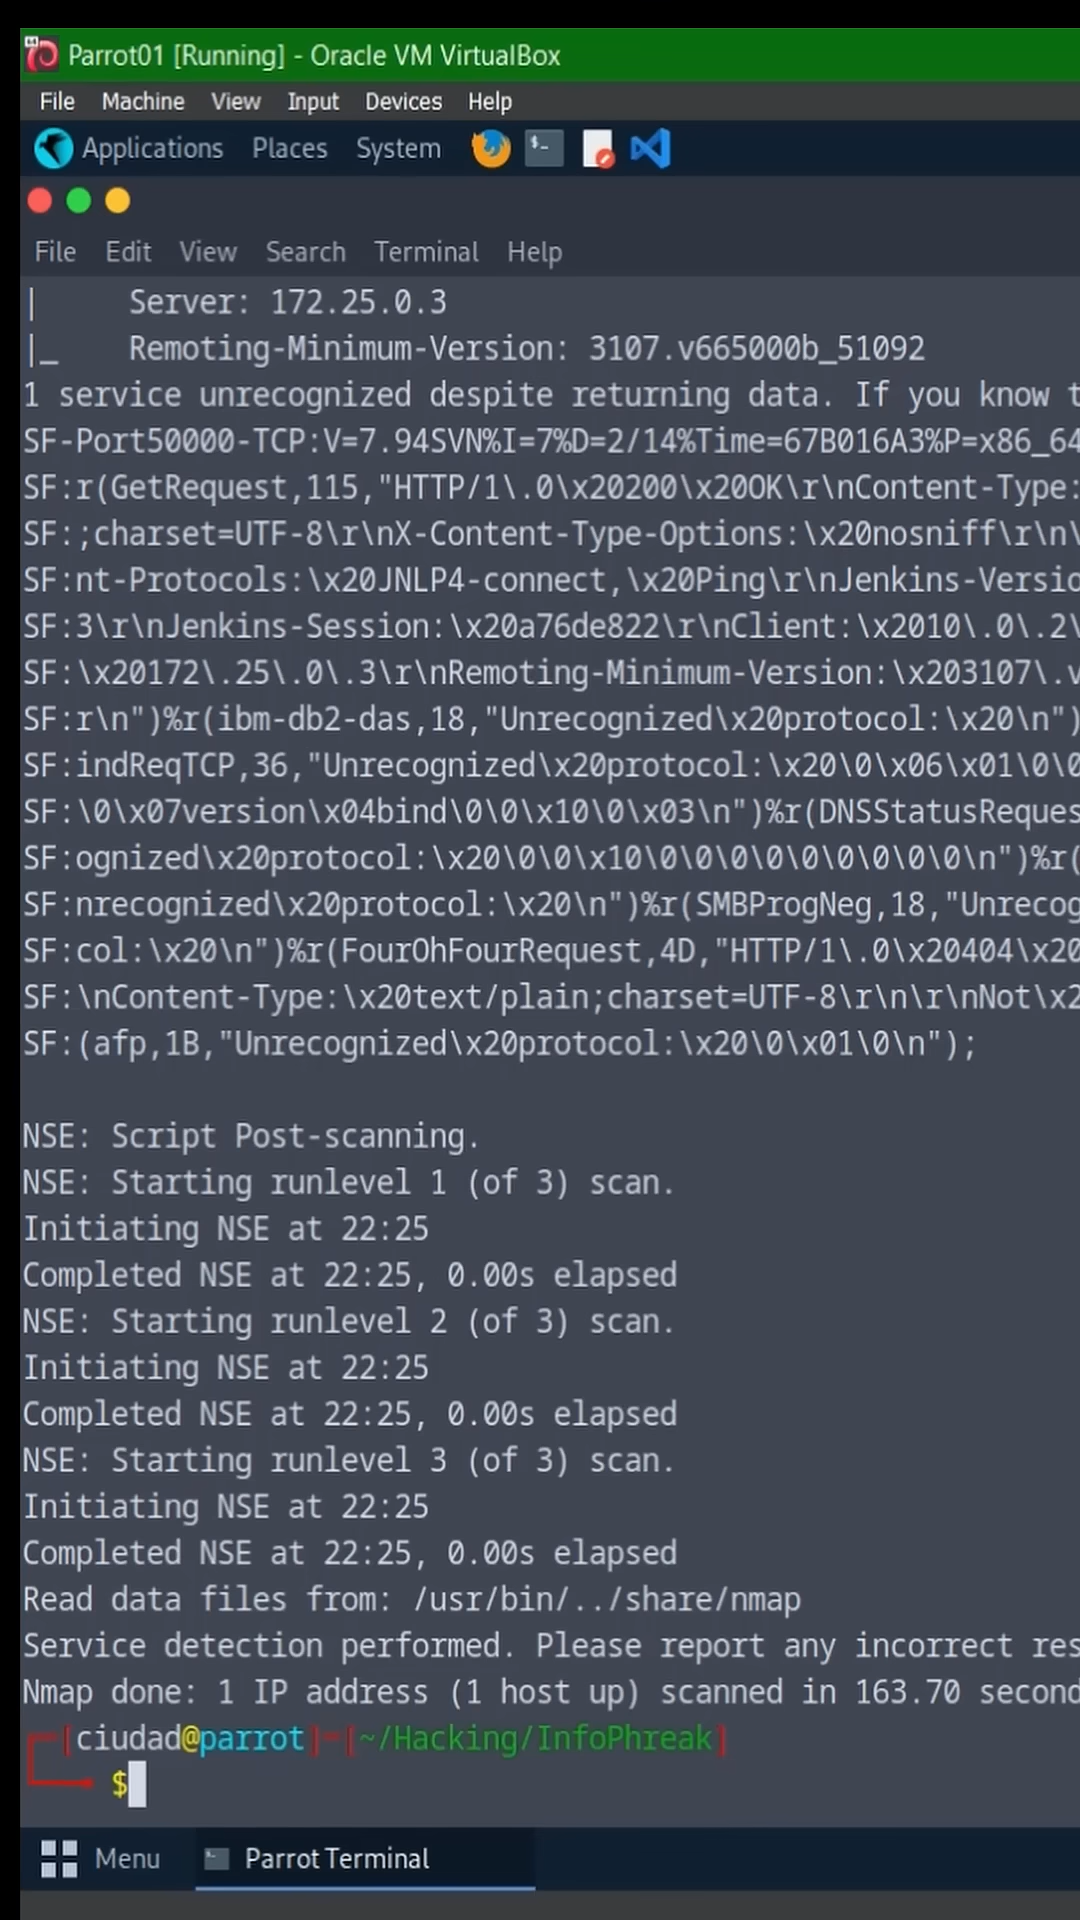 Parrot01 [Running] - Oracle VM VirtualBox
File Machine View Input Devices Help
Applications Places System
File Edit View Search Terminal Help
|     Server: 172.25.0.3
|_    Remoting-Minimum-Version: 3107.v665000b_51092
1 service unrecognized despite returning data. If you know t
SF-Port50000-TCP:V=7.94SVN%I=7%D=2/14%Time=67B016A3%P=x86_64
SF:r(GetRequest,115,"HTTP/1\.0\x20200\x20OK\r\nContent-Type:
SF:;charset=UTF-8\r\nX-Content-Type-Options:\x20nosniff\r\n\
SF:nt-Protocols:\x20JNLP4-connect,\x20Ping\r\nJenkins-Versio
SF:3\r\nJenkins-Session:\x20a76de822\r\nClient:\x2010\.0\.2\
SF:\x20172\.25\.0\.3\r\nRemoting-Minimum-Version:\x203107\.v
SF:r\n")%r(ibm-db2-das,18,"Unrecognized\x20protocol:\x20\n")
SF:indReqTCP,36,"Unrecognized\x20protocol:\x20\0\x06\x01\0\0
SF:\0\x07version\x04bind\0\0\x10\0\x03\n")%r(DNSStatusReques
SF:ognized\x20protocol:\x20\0\0\x10\0\0\0\0\0\0\0\0\0\n")%r(
SF:nrecognized\x20protocol:\x20\n")%r(SMBProgNeg,18,"Unrecog
SF:col:\x20\n")%r(FourOhFourRequest,4D,"HTTP/1\.0\x20404\x20
SF:\nContent-Type:\x20text/plain;charset=UTF-8\r\n\r\nNot\x2
SF:(afp,1B,"Unrecognized\x20protocol:\x20\0\x01\0\n");
NSE: Script Post-scanning.
NSE: Starting runlevel 1 (of 3) scan.
Initiating NSE at 22:25
Completed NSE at 22:25, 0.00s elapsed
NSE: Starting runlevel 2 (of 3) scan.
Initiating NSE at 22:25
Completed NSE at 22:25, 0.00s elapsed
NSE: Starting runlevel 3 (of 3) scan.
Initiating NSE at 22:25
Completed NSE at 22:25, 0.00s elapsed
Read data files from: /usr/bin/../share/nmap
Service detection performed. Please report any incorrect res
Nmap done: 1 IP address (1 host up) scanned in 163.70 second
┌─[ciudad@parrot]─[~/Hacking/InfoPhreak]
└──╼ $
Menu Parrot Terminal